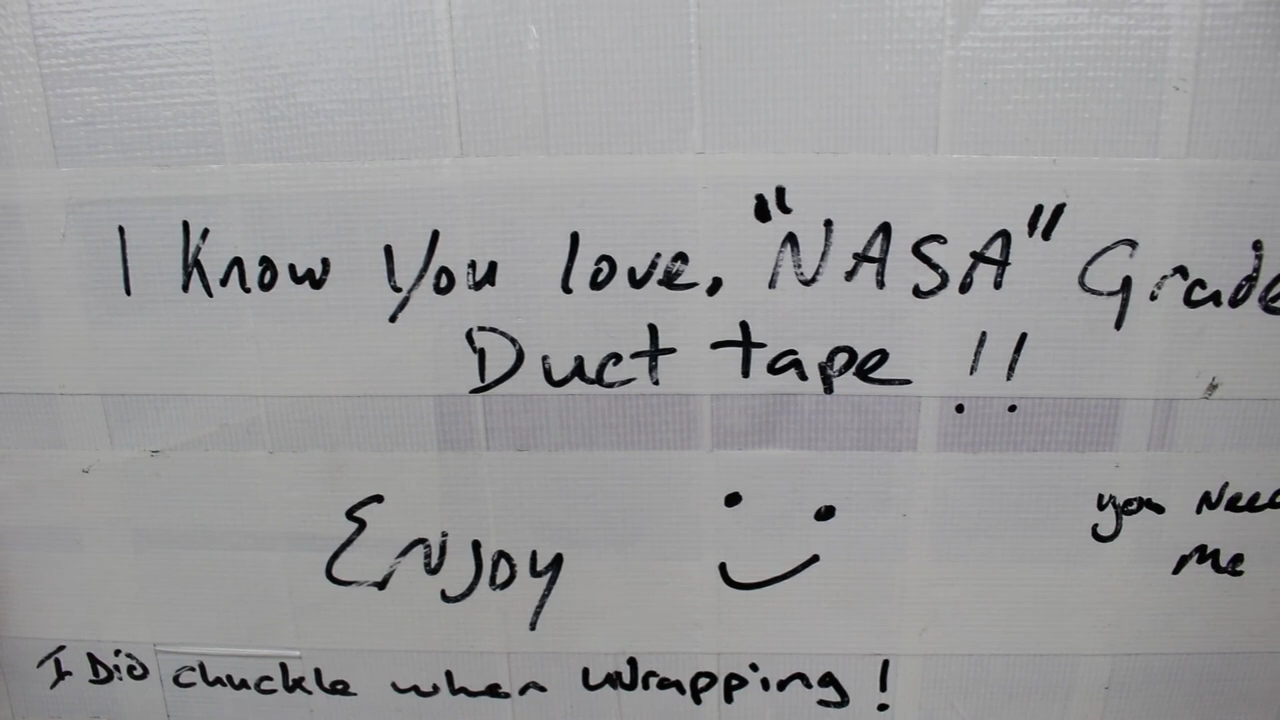 I Know You love, "NASA" Grade
Duct tape !!
Enjoy
you Need
me
I Did chuckle when wrapping!